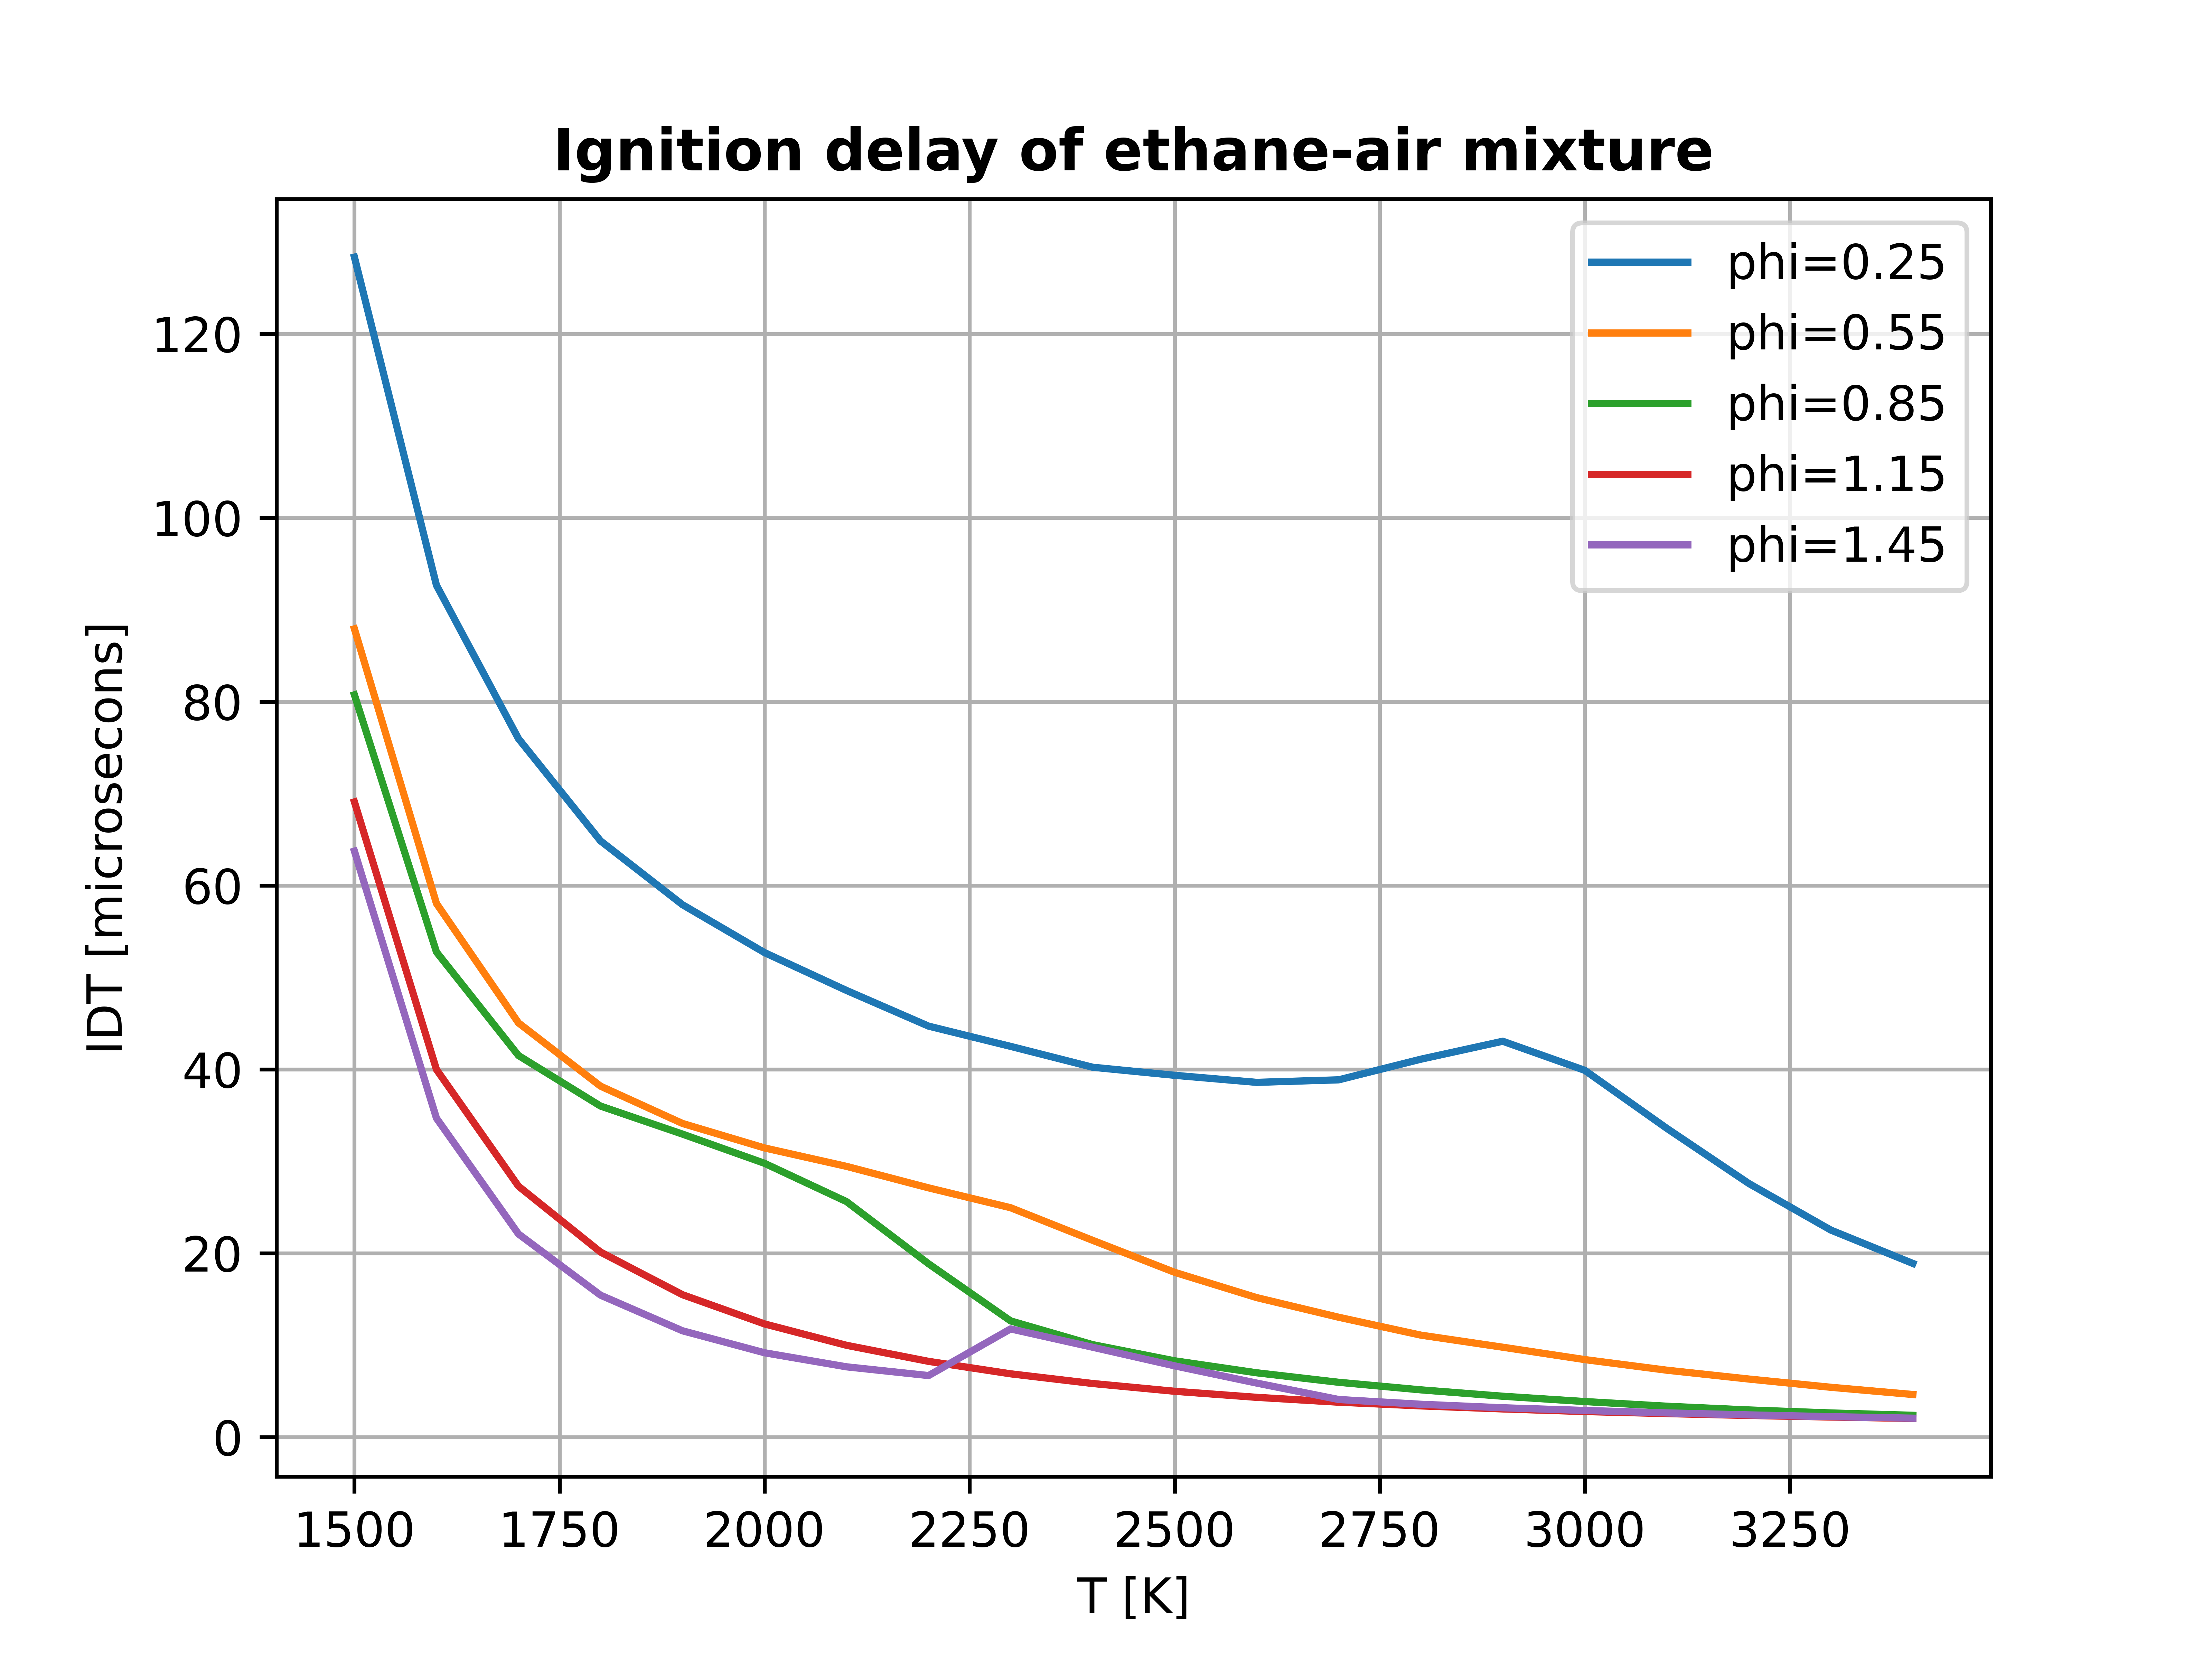 Ignition delay of ethane-air mixture
phi=0.25
phi=0.55
phi=0.85
phi=1.15
phi=1.45
IDT [microseconds]
120
100
80
60
40
20
0
1500 1750 2000 2250 2500 2750 3000 3250
T [K]